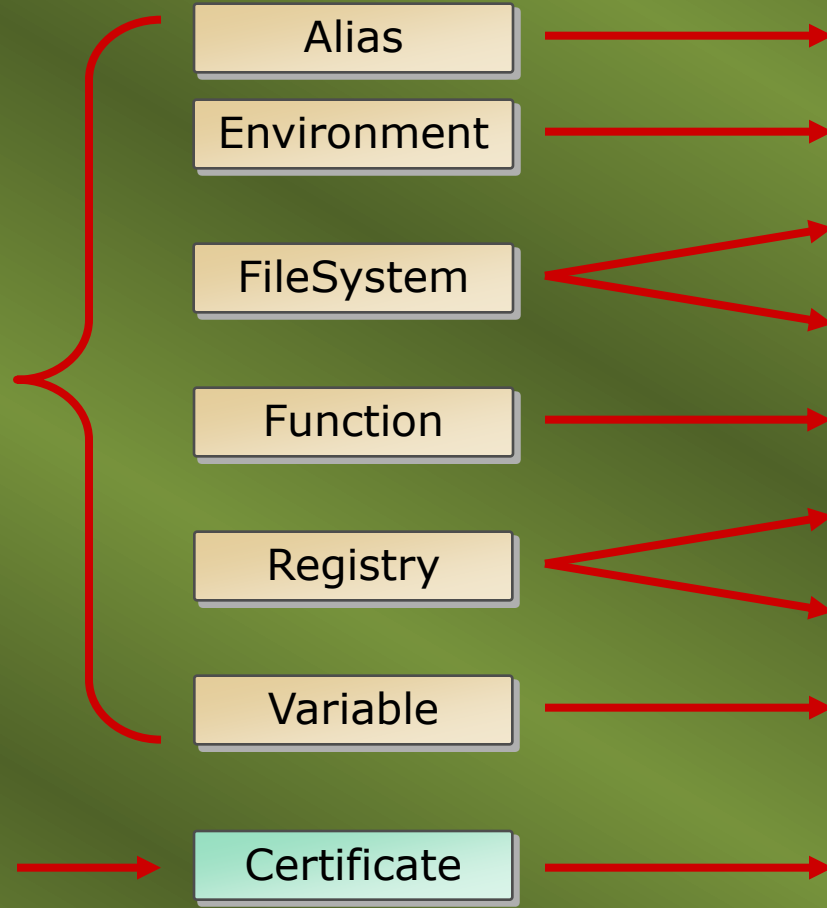 Alias
Environment
FileSystem
Function
Registry
Variable
Certificate